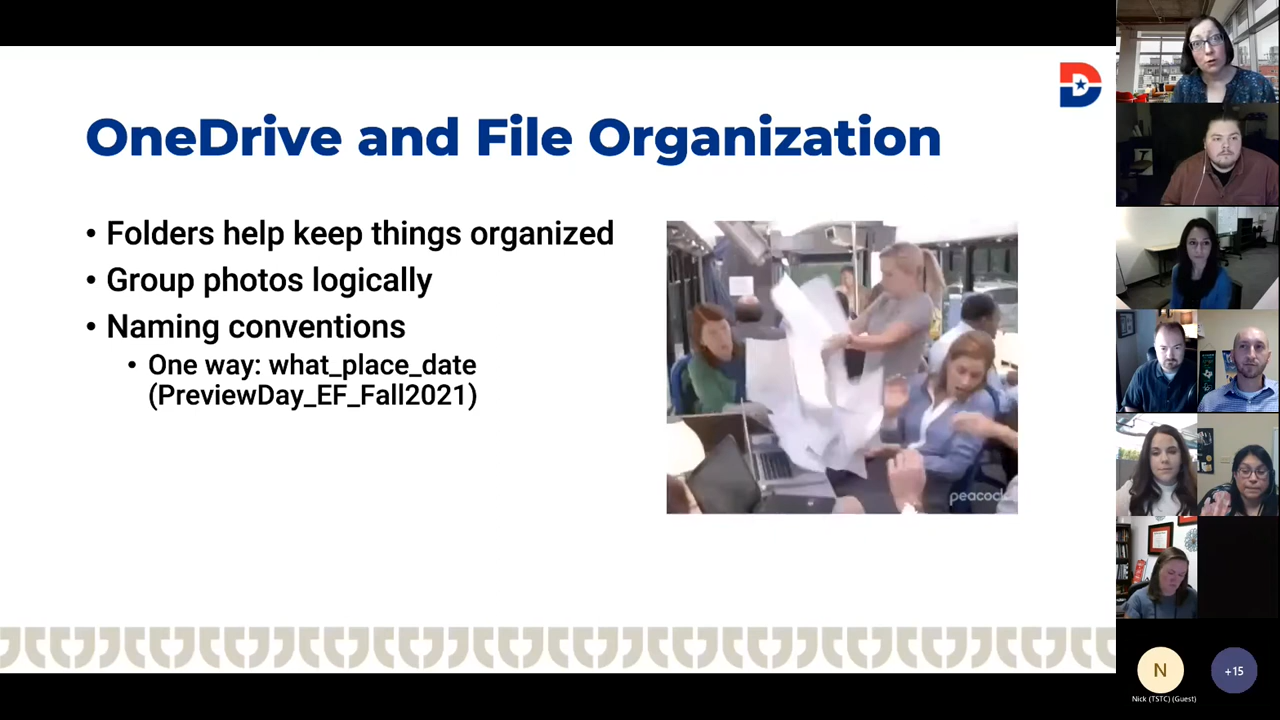 OneDrive and File Organization
• Folders help keep things organized
• Group photos logically
• Naming conventions
• One way: what_place_date
(PreviewDay_EF_Fall2021)
peacock
D
N
+15
Nick (TSTC) (Guest)